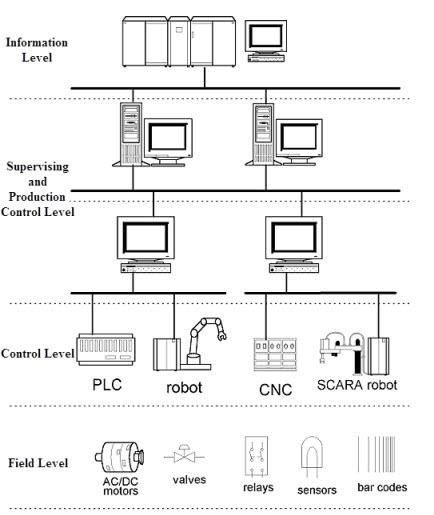 Information
Level
Supervising
and
Production
Control Level
Control Level
PLC
robot
CNC
SCARA robot
Field Level
AC/DC
motors
valves
relays
sensors
bar codes